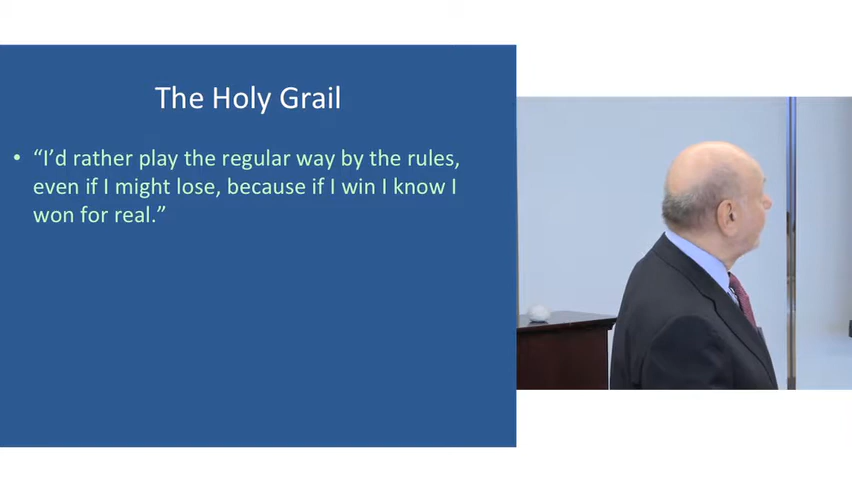 The Holy Grail
• “I’d rather play the regular way by the rules,
even if I might lose, because if I win I know I
won for real.”